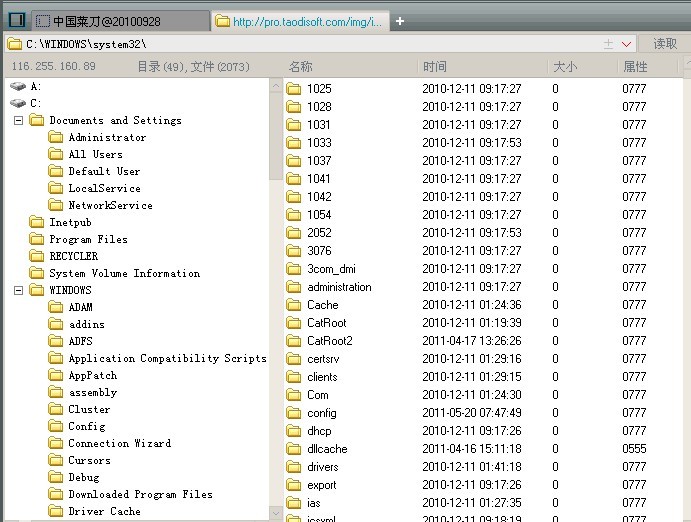 中国菜刀@20100928
http://pro.taodisoft.com/img/i...
C:\WINDOWS\system32\
读取
116.255.160.89 目录(49),文件(2073)
名称 时间 大小 属性
A:
C:
Documents and Settings
Administrator
All Users
Default User
LocalService
NetworkService
Inetpub
Program Files
RECYCLER
System Volume Information
WINDOWS
ADAM
addins
ADFS
Application Compatibility Scripts
AppPatch
assembly
Cluster
Config
Connection Wizard
Cursors
Debug
Downloaded Program Files
Driver Cache
1025 2010-12-11 09:17:27 0 0777
1028 2010-12-11 09:17:27 0 0777
1031 2010-12-11 09:17:27 0 0777
1033 2010-12-11 09:17:53 0 0777
1037 2010-12-11 09:17:27 0 0777
1041 2010-12-11 09:17:27 0 0777
1042 2010-12-11 09:17:27 0 0777
1054 2010-12-11 09:17:27 0 0777
2052 2010-12-11 09:17:53 0 0777
3076 2010-12-11 09:17:27 0 0777
3com_dmi 2010-12-11 09:17:27 0 0777
administration 2010-12-11 09:17:27 0 0777
Cache 2010-12-11 01:24:36 0 0777
CatRoot 2010-12-11 01:19:39 0 0777
CatRoot2 2011-04-17 13:26:26 0 0777
certsrv 2010-12-11 01:29:16 0 0777
clients 2010-12-11 01:29:15 0 0777
Com 2010-12-11 01:24:30 0 0777
config 2011-05-20 07:47:49 0 0777
dhcp 2010-12-11 09:17:26 0 0777
dllcache 2011-04-16 15:11:18 0 0555
drivers 2010-12-11 01:41:18 0 0777
export 2010-12-11 09:17:26 0 0777
ias 2010-12-11 01:27:35 0 0777
icsxml 2010-12-11 09:18:19 0 0777